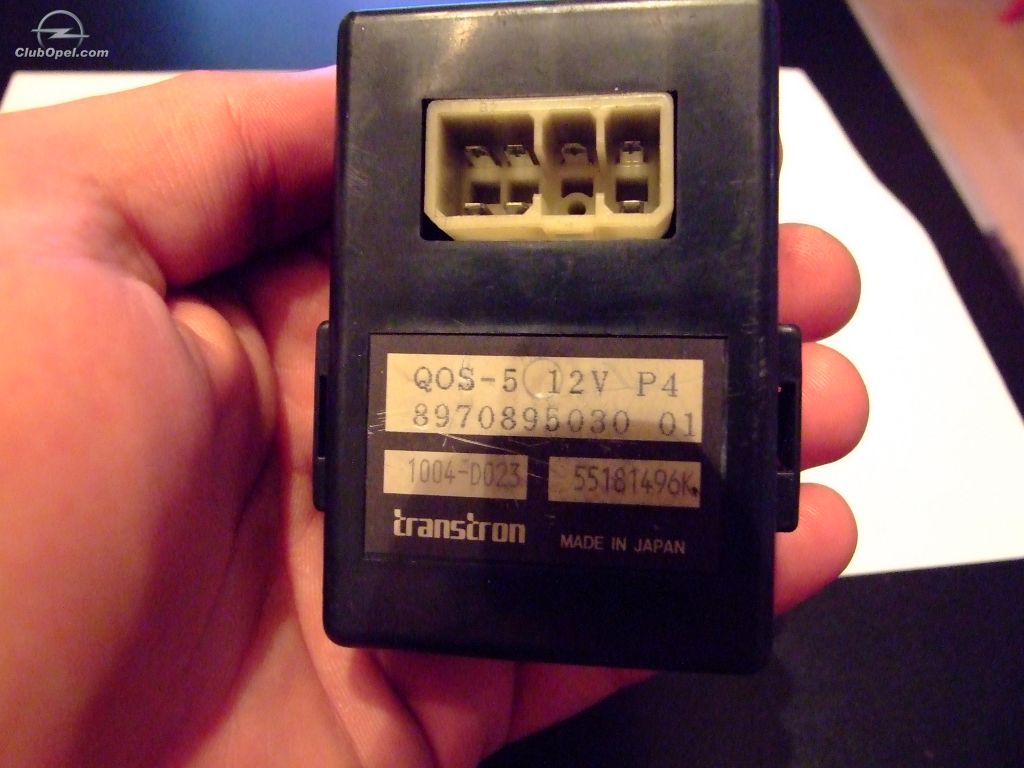 ClubOpel.com
QOS-5 12V P4
8970895030 01
1004-D023 55181496K
transtron MADE IN JAPAN